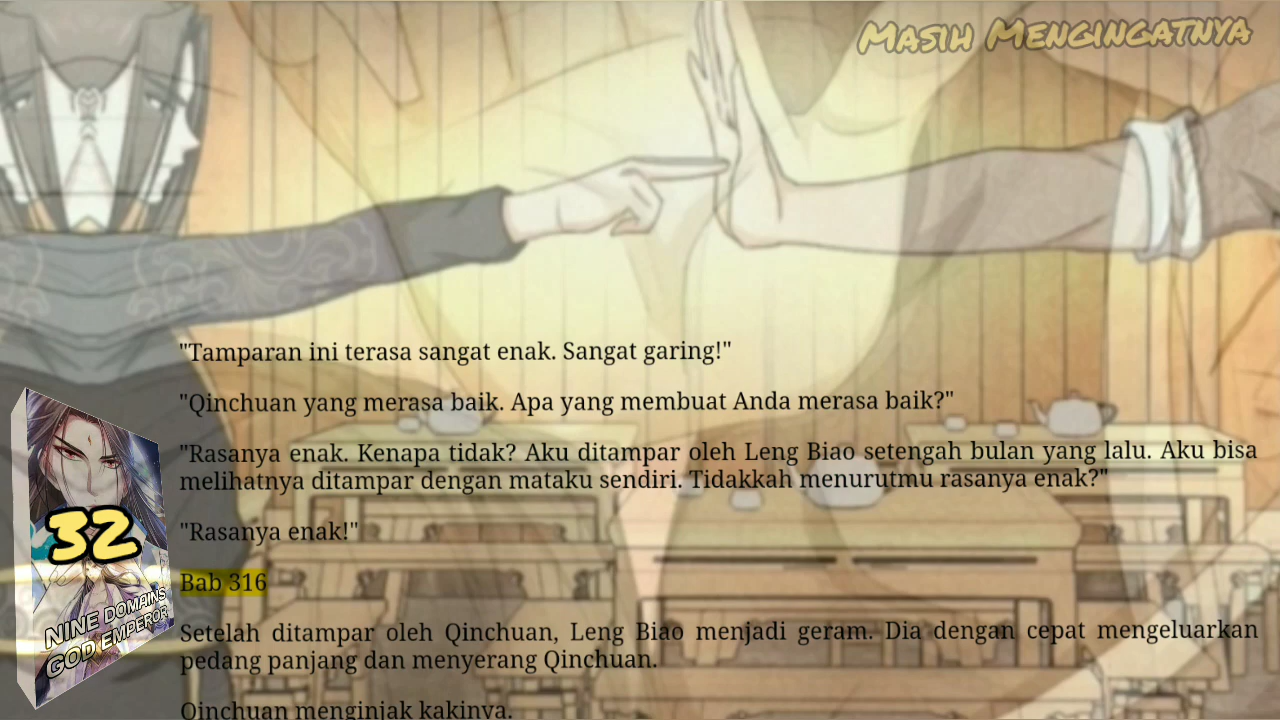 Masih Mengingatnya
"Tamparan ini terasa sangat enak. Sangat garing!"
"Qinchuan yang merasa baik. Apa yang membuat Anda merasa baik?"
"Rasanya enak. Kenapa tidak? Aku ditampar oleh Leng Biao setengah bulan yang lalu. Aku bisa
melihatnya ditampar dengan mataku sendiri. Tidakkah menurutmu rasanya enak?"
"Rasanya enak!"
Bab 316
Setelah ditampar oleh Qinchuan, Leng Biao menjadi geram. Dia dengan cepat mengeluarkan
pedang panjang dan menyerang Qinchuan.
Qinchuan menginjak kakinya.
32
NINE DOMAINS
GOD EMPEROR